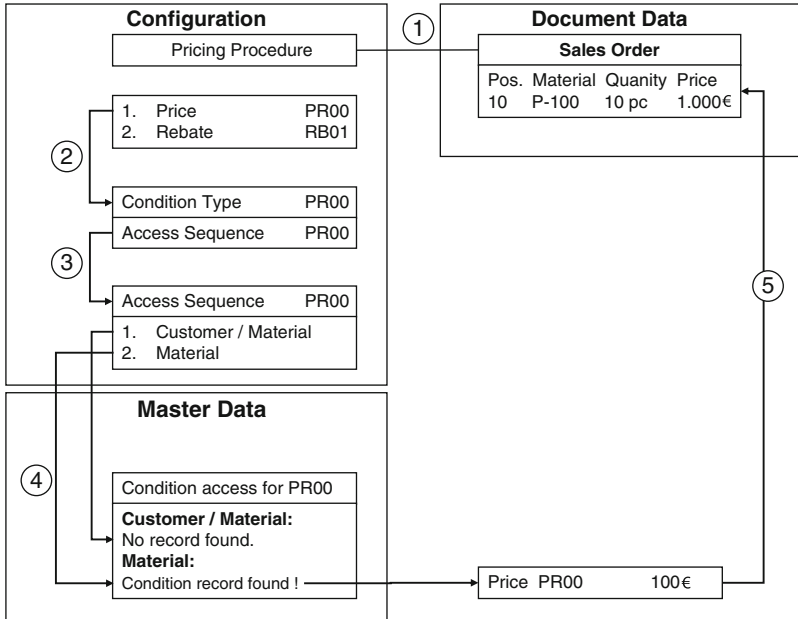 Configuration
Pricing Procedure
1
Document Data
Sales Order
Pos. Material Quanity Price
10 P-100 10 pc 1.000€
1. Price PR00
2. Rebate RB01
2
Condition Type PR00
Access Sequence PR00
3
Access Sequence PR00
1. Customer / Material
2. Material
5
Master Data
4
Condition access for PR00
Customer / Material:
No record found.
Material:
Condition record found !
Price PR00 100€